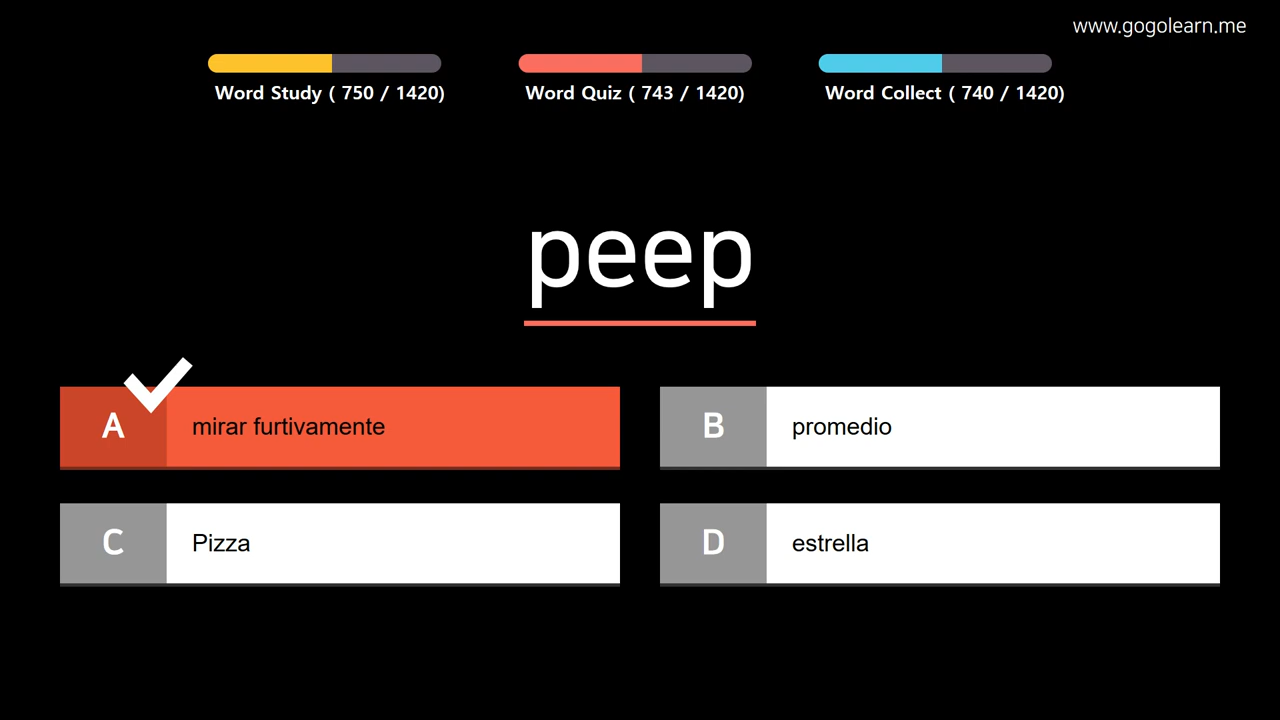 www.gogolearn.me
Word Study ( 750 / 1420)
Word Quiz ( 743 / 1420)
Word Collect ( 740 / 1420)
peep
A
mirar furtivamente
B
promedio
C
Pizza
D
estrella